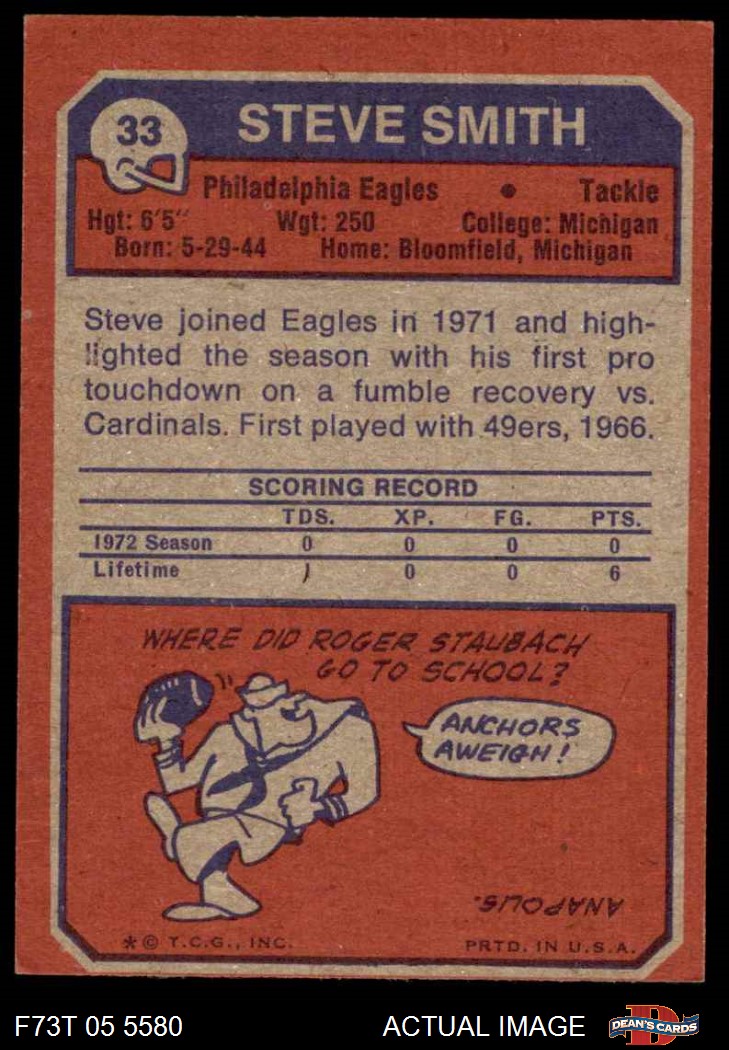 33
STEVE SMITH
Philadelphia Eagles • Tackle
Hgt: 6'5" Wgt: 250 College: Michigan
Born: 5-29-44 Home: Bloomfield, Michigan
Steve joined Eagles in 1971 and high-
lighted the season with his first pro
touchdown on a fumble recovery vs.
Cardinals. First played with 49ers, 1966.
SCORING RECORD
TDS. XP. FG. PTS.
1972 Season 0 0 0 0
Lifetime 1 0 0 6
WHERE DID ROGER STAUBACH
GO TO SCHOOL?
ANCHORS
AWEIGH!
ANAPOLIS.
*© T.C.G., INC. PRTD. IN U.S.A.
F73T 05 5580 ACTUAL IMAGE
D
DEAN'S CARDS